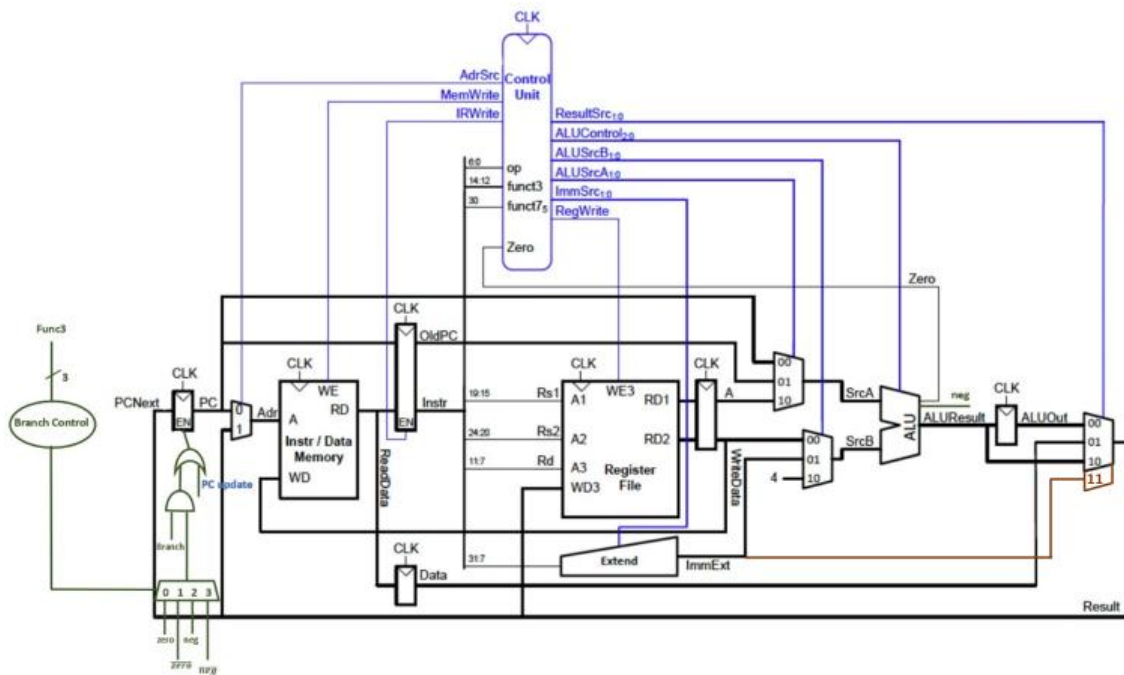 CLK
AdrSrc
MemWrite
IRWrite
Control
Unit
ResultSrc1:0
ALUControl2:0
ALUSrcB1:0
ALUSrcA1:0
ImmSrc1:0
RegWrite
6:0
op
14:12
funct3
30
funct75
Zero
Zero
Func3
3
Branch Control
CLK
PCNext
PC
EN
0
1
Adr
CLK
WE
A
RD
Instr / Data
Memory
WD
CLK
OldPC
Instr
EN
ReadData
19:15
Rs1
24:20
Rs2
11:7
Rd
CLK
WE3
A1
RD1
A2
RD2
A3
WD3
Register
File
CLK
A
WriteData
00
01
10
SrcA
00
01
10
4
SrcB
ALU
neg
ALUResult
CLK
ALUOut
00
01
10
11
PC update
Branch
0 1 2 3
zero
zero
neg
neg
31:7
Extend
ImmExt
CLK
Data
Result